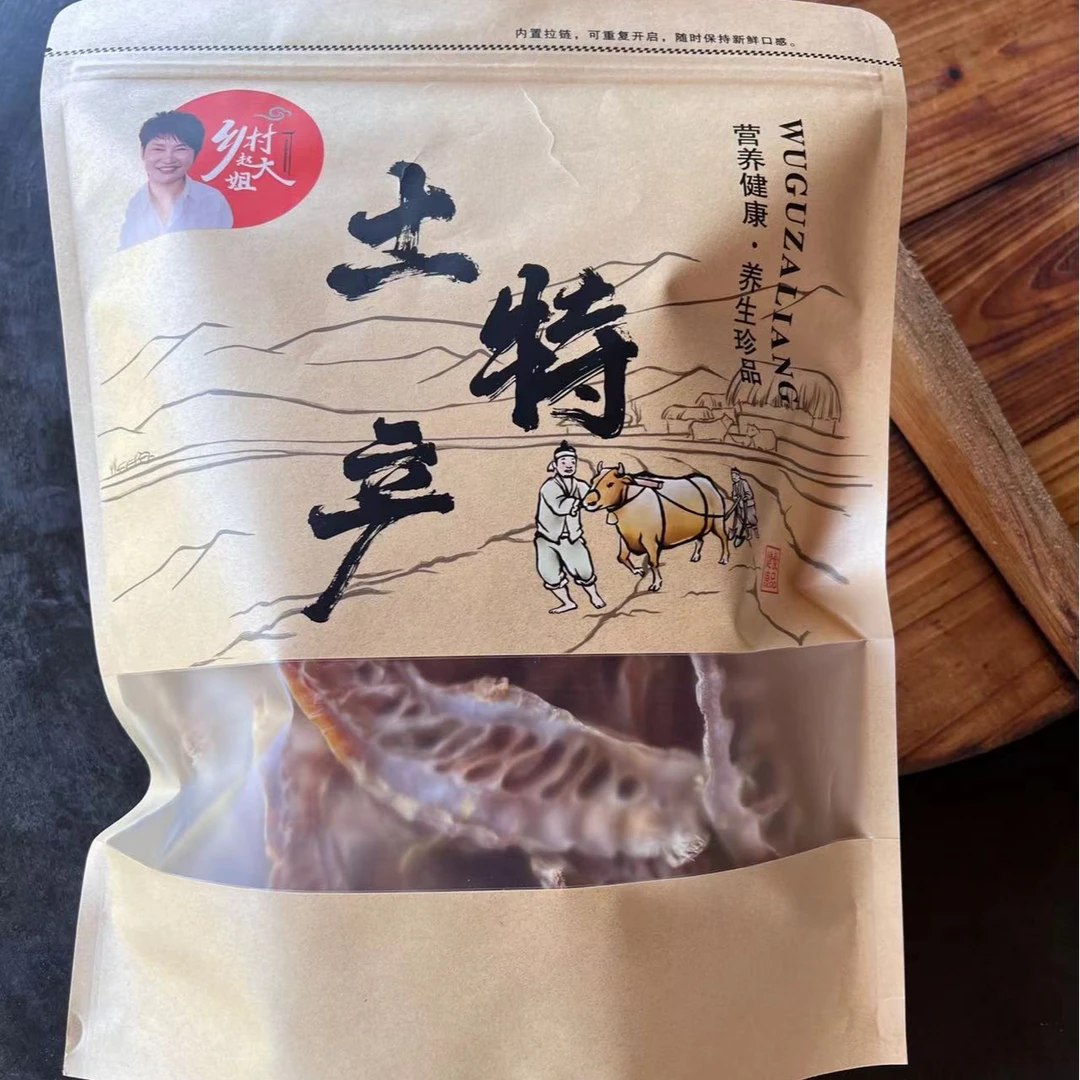 内置拉链，可重复开启，随时保持新鲜口感。
乡村
赵大姐
土特产
营养健康·养生珍品
WUGUZALIANG